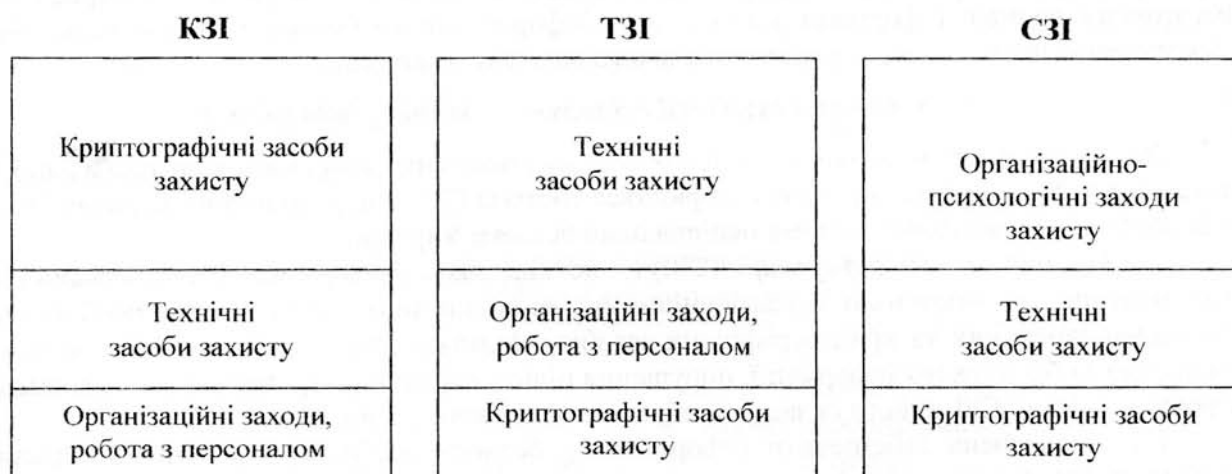 КЗІ
ТЗІ
СЗІ
Криптографічні засоби
захисту
Технічні
засоби захисту
Організаційно-
психологічні заходи
захисту
Технічні
засоби захисту
Організаційні заходи,
робота з персоналом
Технічні
засоби захисту
Організаційні заходи,
робота з персоналом
Криптографічні засоби
захисту
Криптографічні засоби
захисту